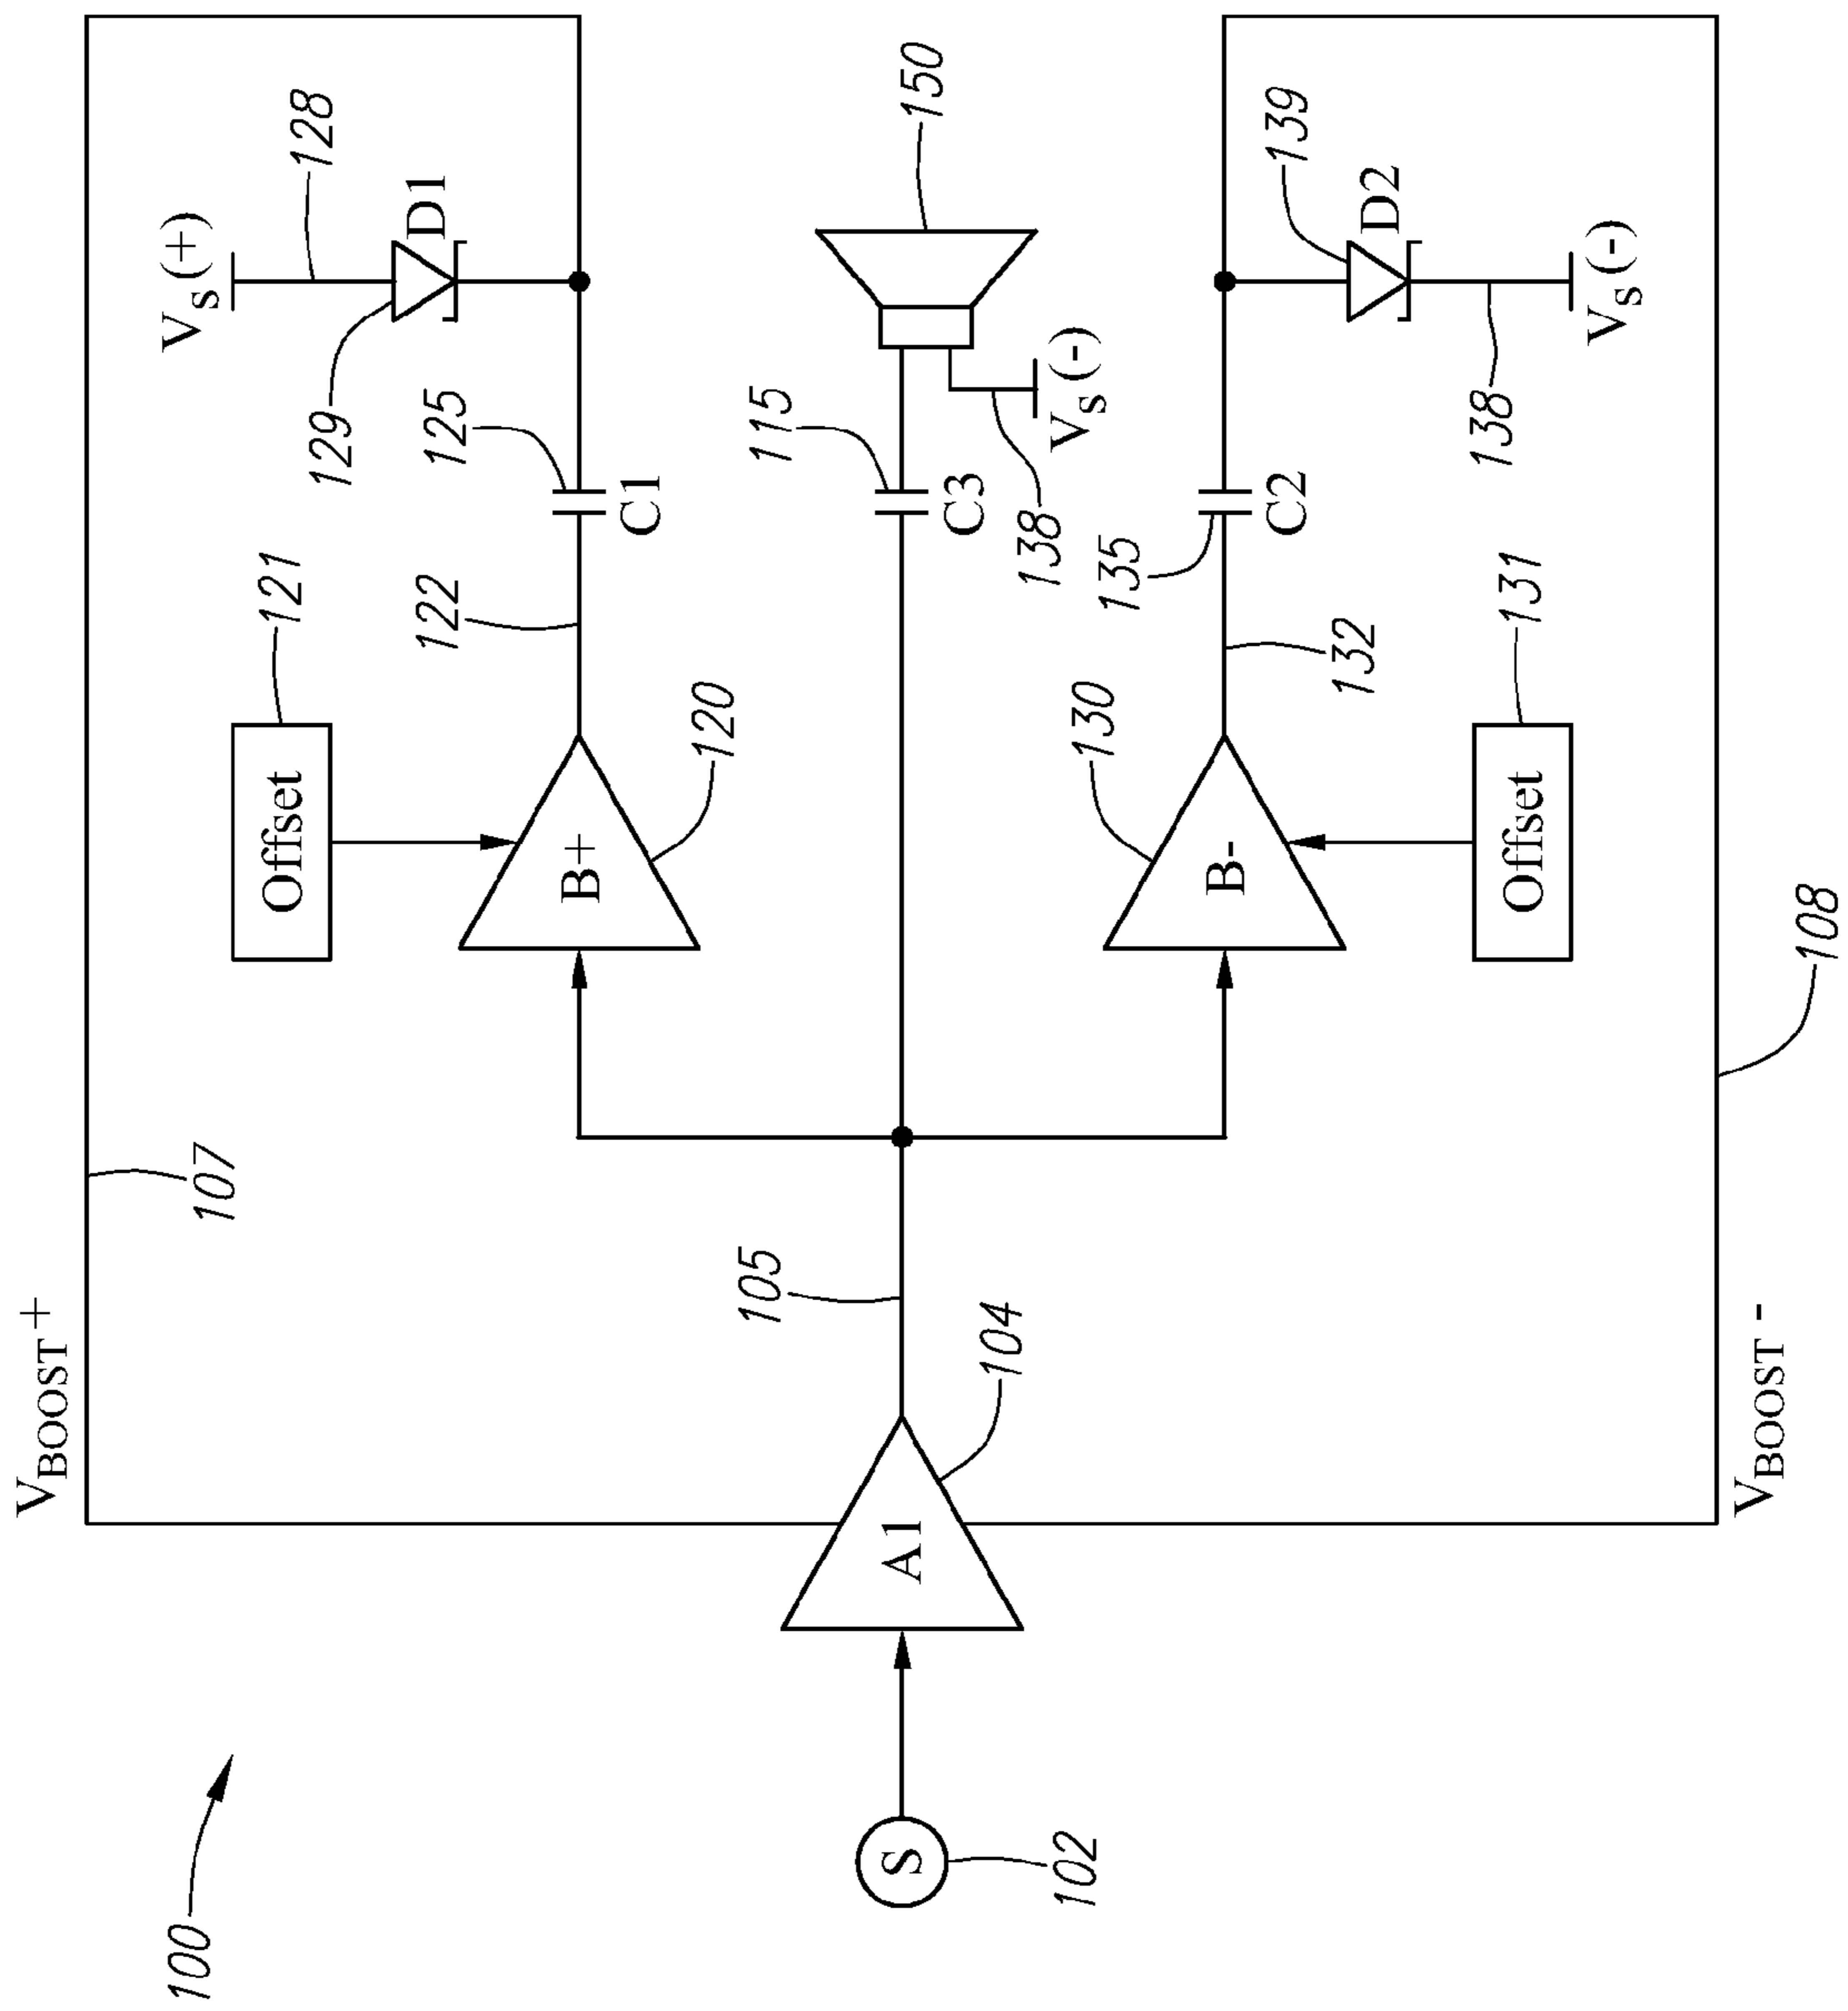 100
V_BOOST+
107
Offset
121
V_S(+)
128
129
D1
122
125
C1
B+
120
105
115
C3
150
V_S(-)
138
S
102
A1
104
130
B-
135
C2
132
139
D2
138
V_S(-)
Offset
131
108
V_BOOST-